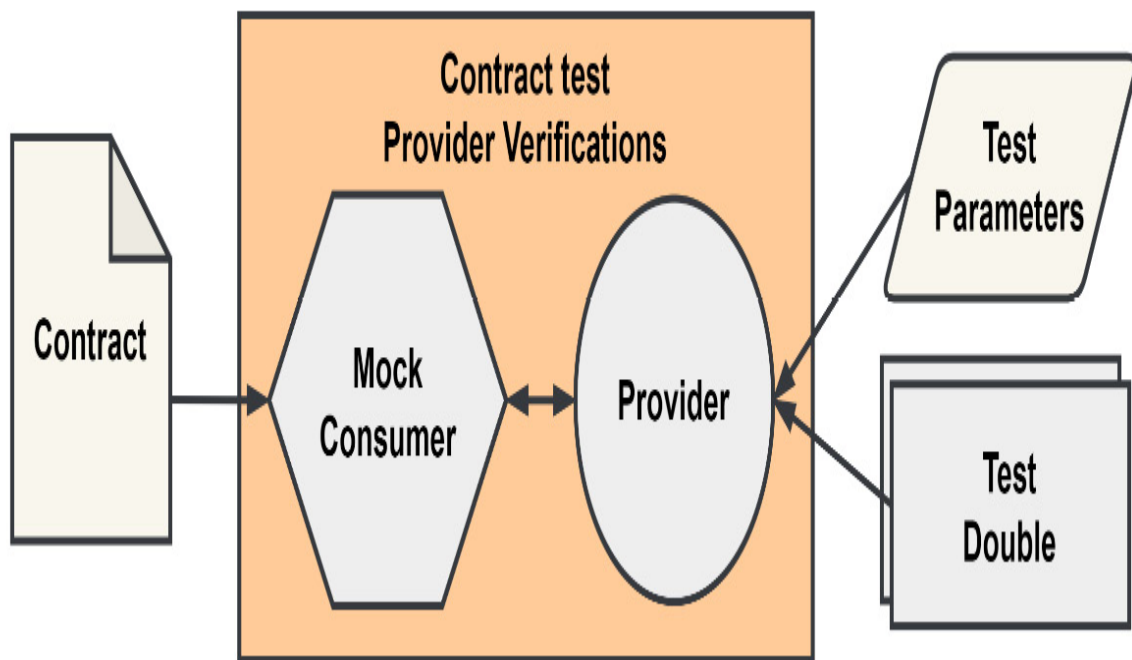 Contract test
Provider Verifications
Contract
Mock
Consumer
Provider
Test
Parameters
Test
Double